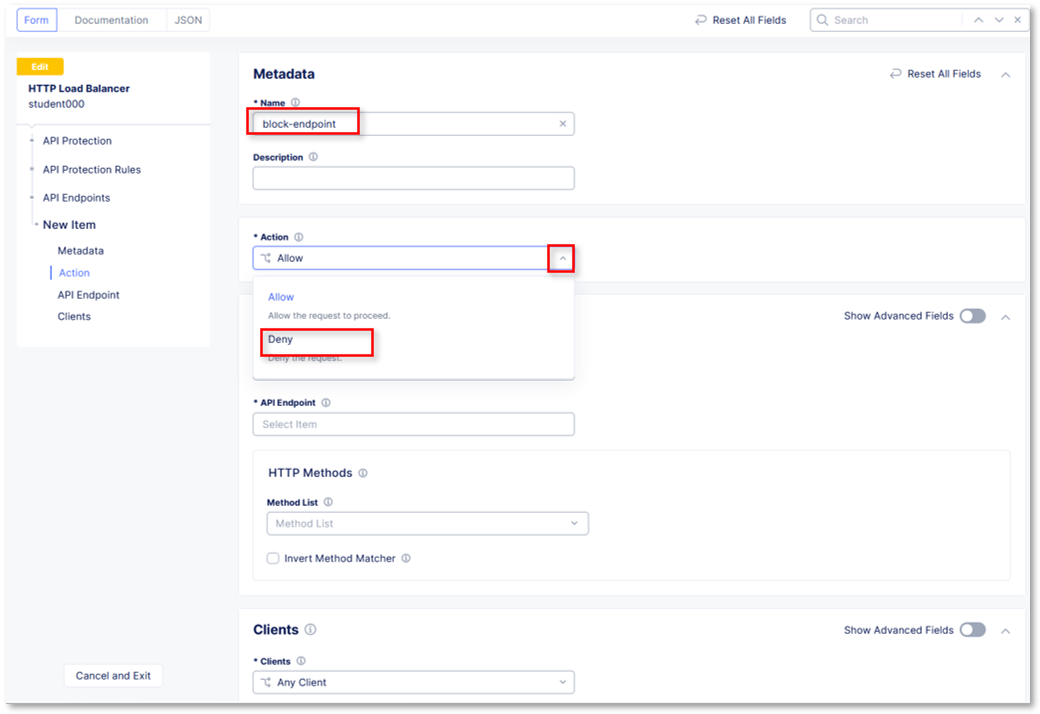 Form
Documentation
JSON
Reset All Fields
Search
Edit
HTTP Load Balancer
student000
API Protection
API Protection Rules
API Endpoints
New Item
Metadata
Action
API Endpoint
Clients
Cancel and Exit
Metadata
Reset All Fields
* Name
block-endpoint
Description
* Action
Allow
Allow
Allow the request to proceed.
Deny
Deny the request.
Show Advanced Fields
* API Endpoint
Select Item
HTTP Methods
Method List
Method List
Invert Method Matcher
Clients
Show Advanced Fields
* Clients
Any Client